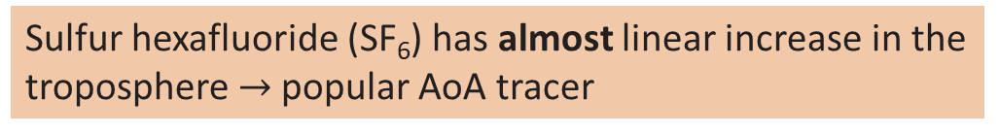 Sulfur hexafluoride (SF₆) has almost linear increase in the
troposphere → popular AoA tracer